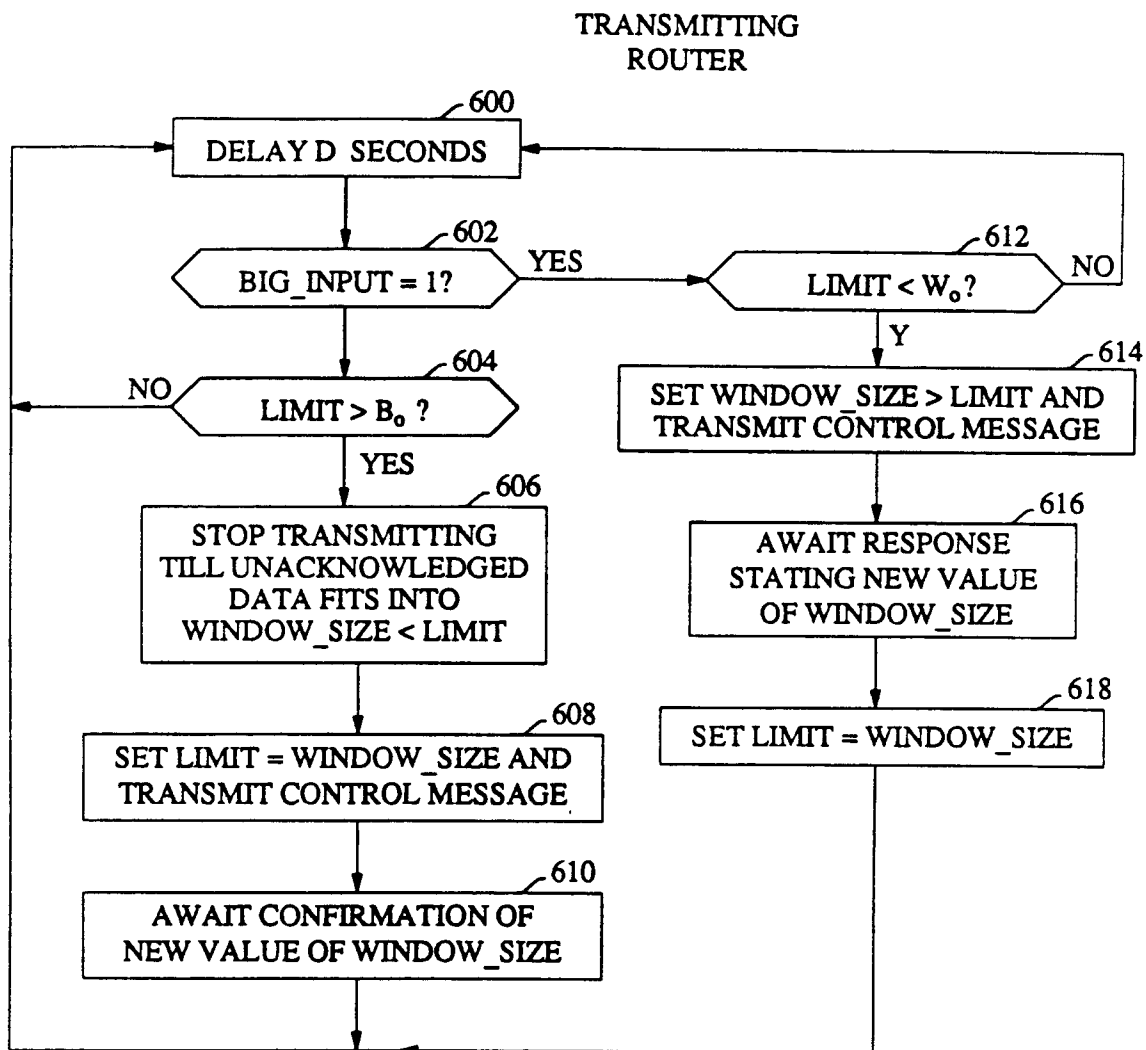 TRANSMITTING
ROUTER
600
DELAY D SECONDS
602
BIG_INPUT = 1?
YES
612
LIMIT < Wo?
NO
Y
604
NO
LIMIT > Bo ?
YES
614
SET WINDOW_SIZE > LIMIT AND
TRANSMIT CONTROL MESSAGE
606
STOP TRANSMITTING
TILL UNACKNOWLEDGED
DATA FITS INTO
WINDOW_SIZE < LIMIT
616
AWAIT RESPONSE
STATING NEW VALUE
OF WINDOW_SIZE
608
SET LIMIT = WINDOW_SIZE AND
TRANSMIT CONTROL MESSAGE
618
SET LIMIT = WINDOW_SIZE
610
AWAIT CONFIRMATION OF
NEW VALUE OF WINDOW_SIZE